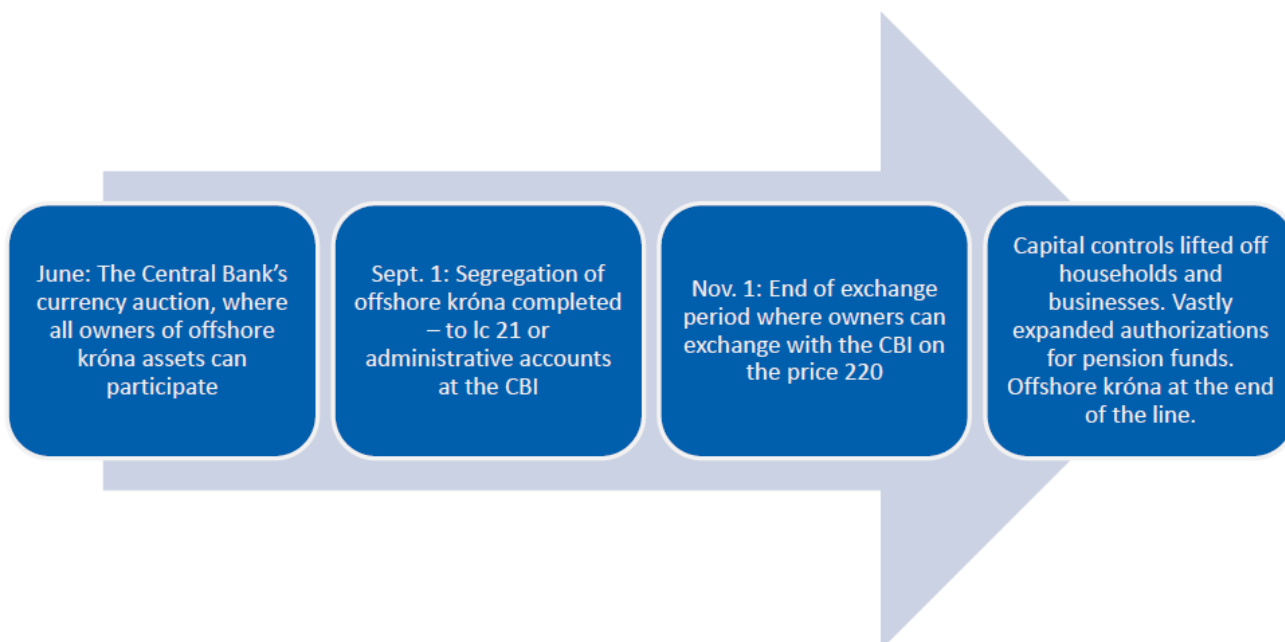 June: The Central Bank's
currency auction, where
all owners of offshore
króna assets can
participate
Sept. 1: Segregation of
offshore króna completed
– to lc 21 or
administrative accounts
at the CBI
Nov. 1: End of exchange
period where owners can
exchange with the CBI on
the price 220
Capital controls lifted off
households and
businesses. Vastly
expanded authorizations
for pension funds.
Offshore króna at the end
of the line.